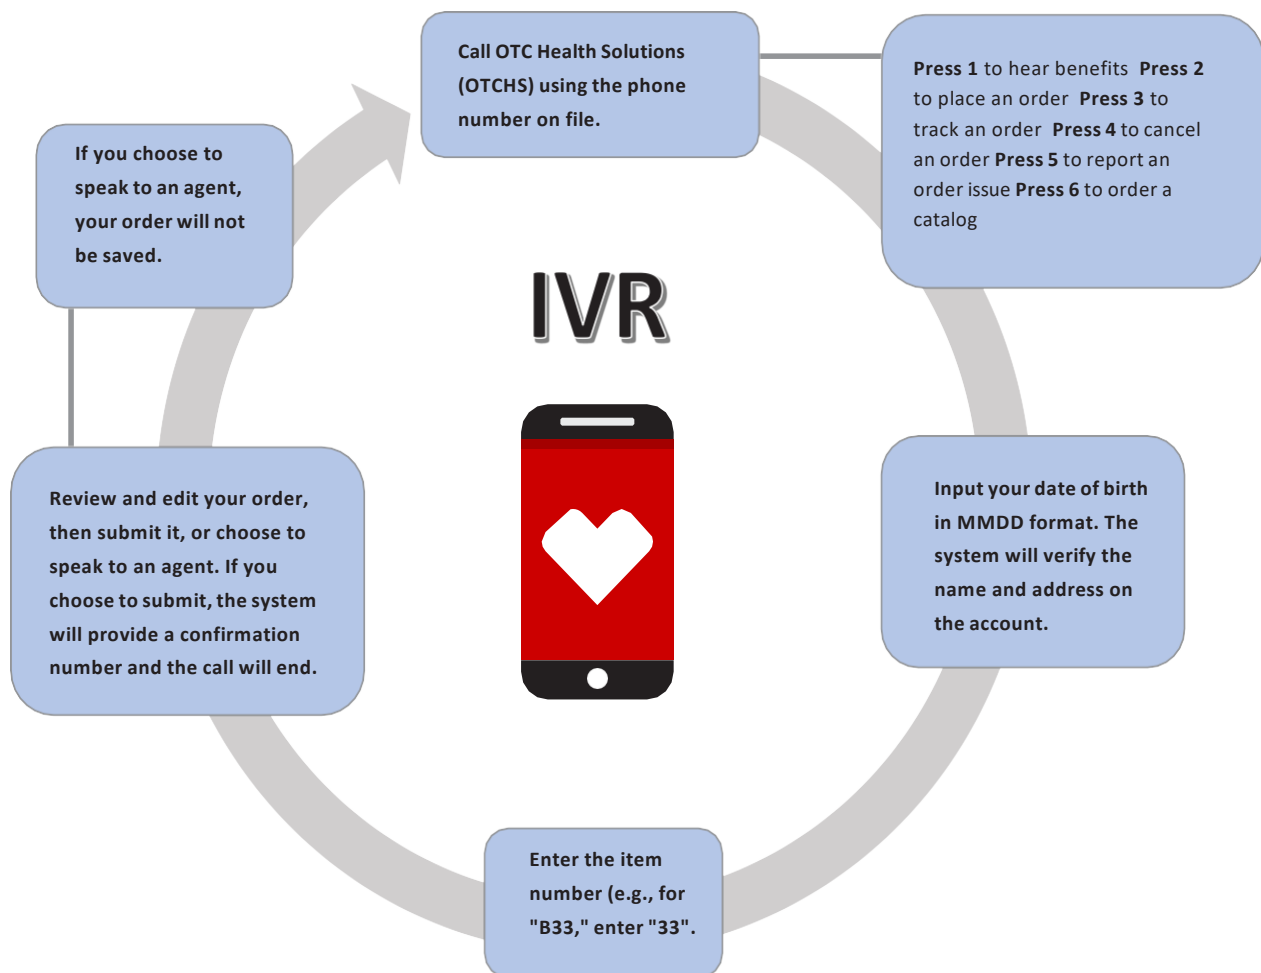 Call OTC Health Solutions
(OTCHS) using the phone
number on file.
Press 1 to hear benefits Press 2
to place an order Press 3 to
track an order Press 4 to cancel
an order Press 5 to report an
order issue Press 6 to order a
catalog
If you choose to
speak to an agent,
your order will not
be saved.
IVR
Review and edit your order,
then submit it, or choose to
speak to an agent. If you
choose to submit, the system
will provide a confirmation
number and the call will end.
Input your date of birth
in MMDD format. The
system will verify the
name and address on
the account.
Enter the item
number (e.g., for
"B33," enter "33".